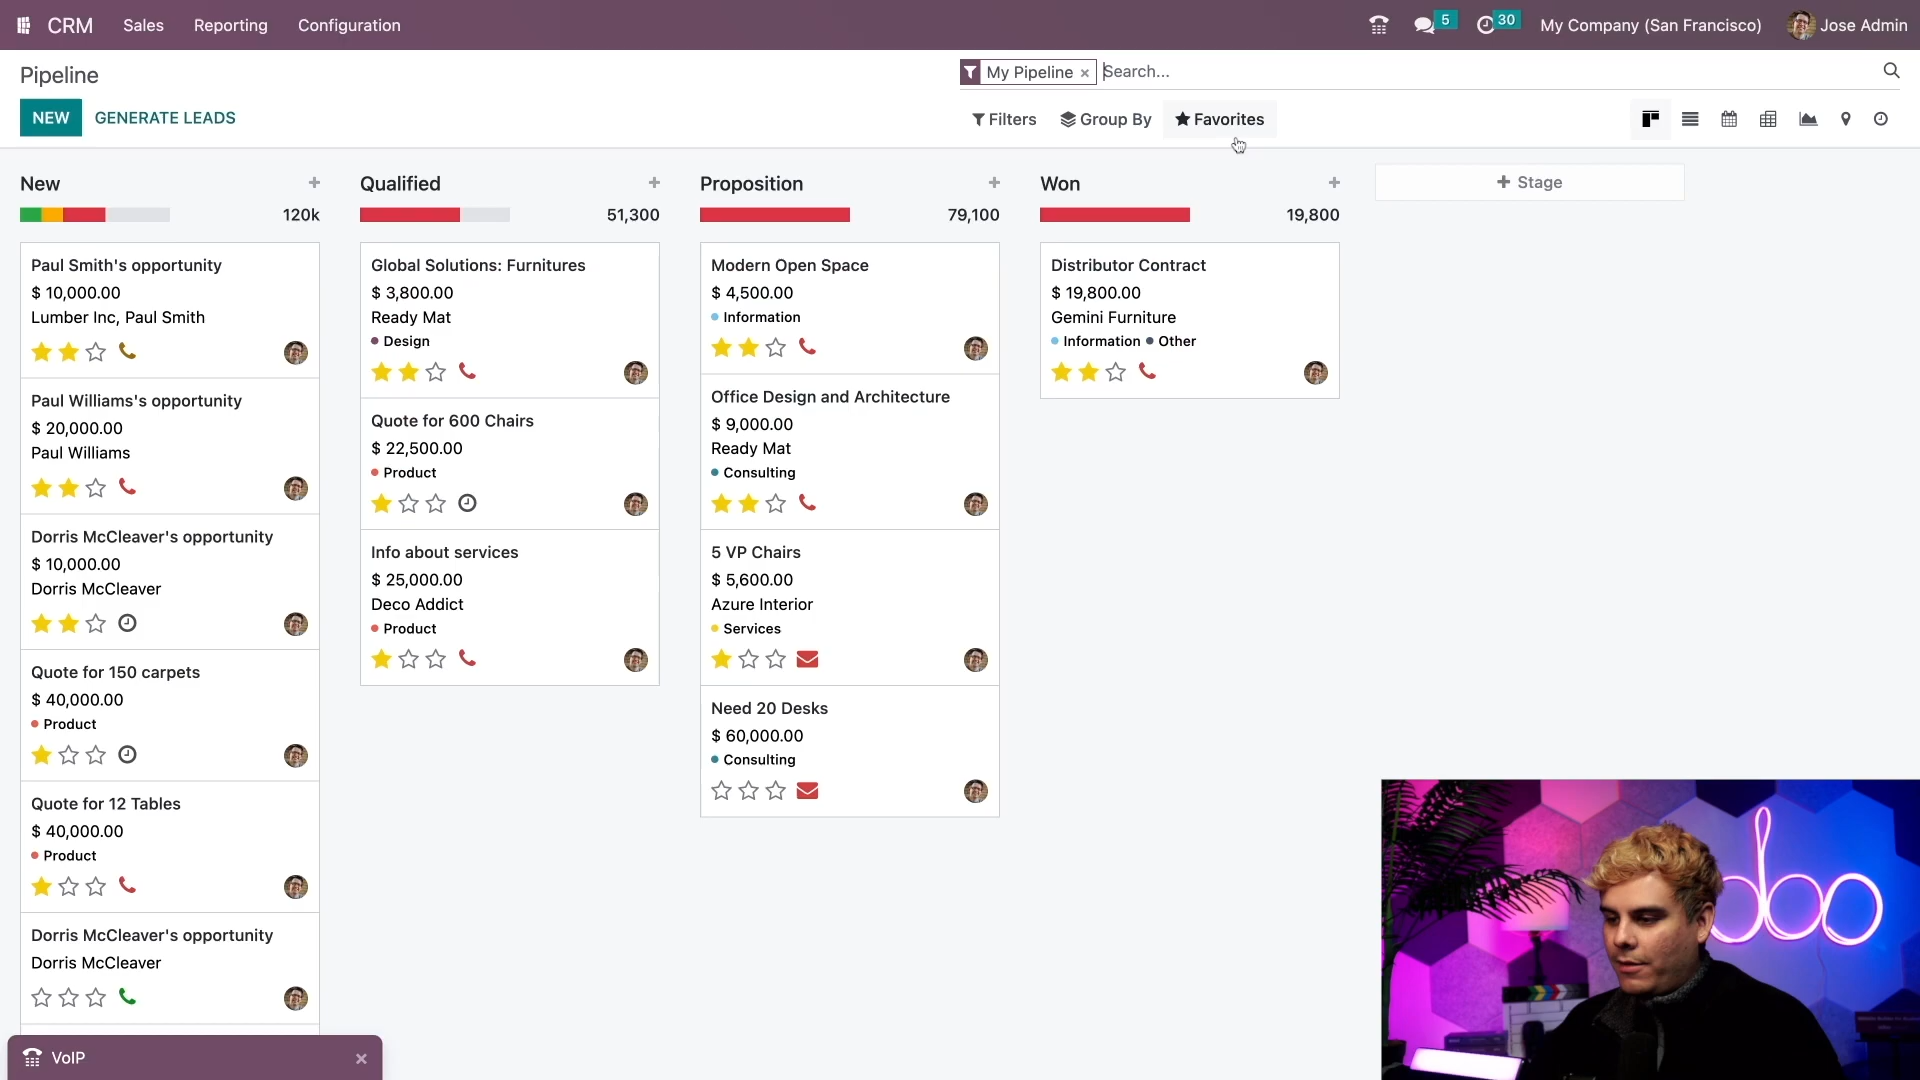 CRM Sales Reporting Configuration 5 30 My Company (San Francisco) Jose Admin
Pipeline
My Pipeline × Search...
NEW GENERATE LEADS
Filters Group By Favorites
New +
120k
Paul Smith's opportunity
$ 10,000.00
Lumber Inc, Paul Smith
Paul Williams's opportunity
$ 20,000.00
Paul Williams
Dorris McCleaver's opportunity
$ 10,000.00
Dorris McCleaver
Quote for 150 carpets
$ 40,000.00
Product
Quote for 12 Tables
$ 40,000.00
Product
Dorris McCleaver's opportunity
Dorris McCleaver
Qualified +
51,300
Global Solutions: Furnitures
$ 3,800.00
Ready Mat
Design
Quote for 600 Chairs
$ 22,500.00
Product
Info about services
$ 25,000.00
Deco Addict
Product
Proposition +
79,100
Modern Open Space
$ 4,500.00
Information
Office Design and Architecture
$ 9,000.00
Ready Mat
Consulting
5 VP Chairs
$ 5,600.00
Azure Interior
Services
Need 20 Desks
$ 60,000.00
Consulting
Won +
19,800
Distributor Contract
$ 19,800.00
Gemini Furniture
Information Other
+ Stage
VoIP ×